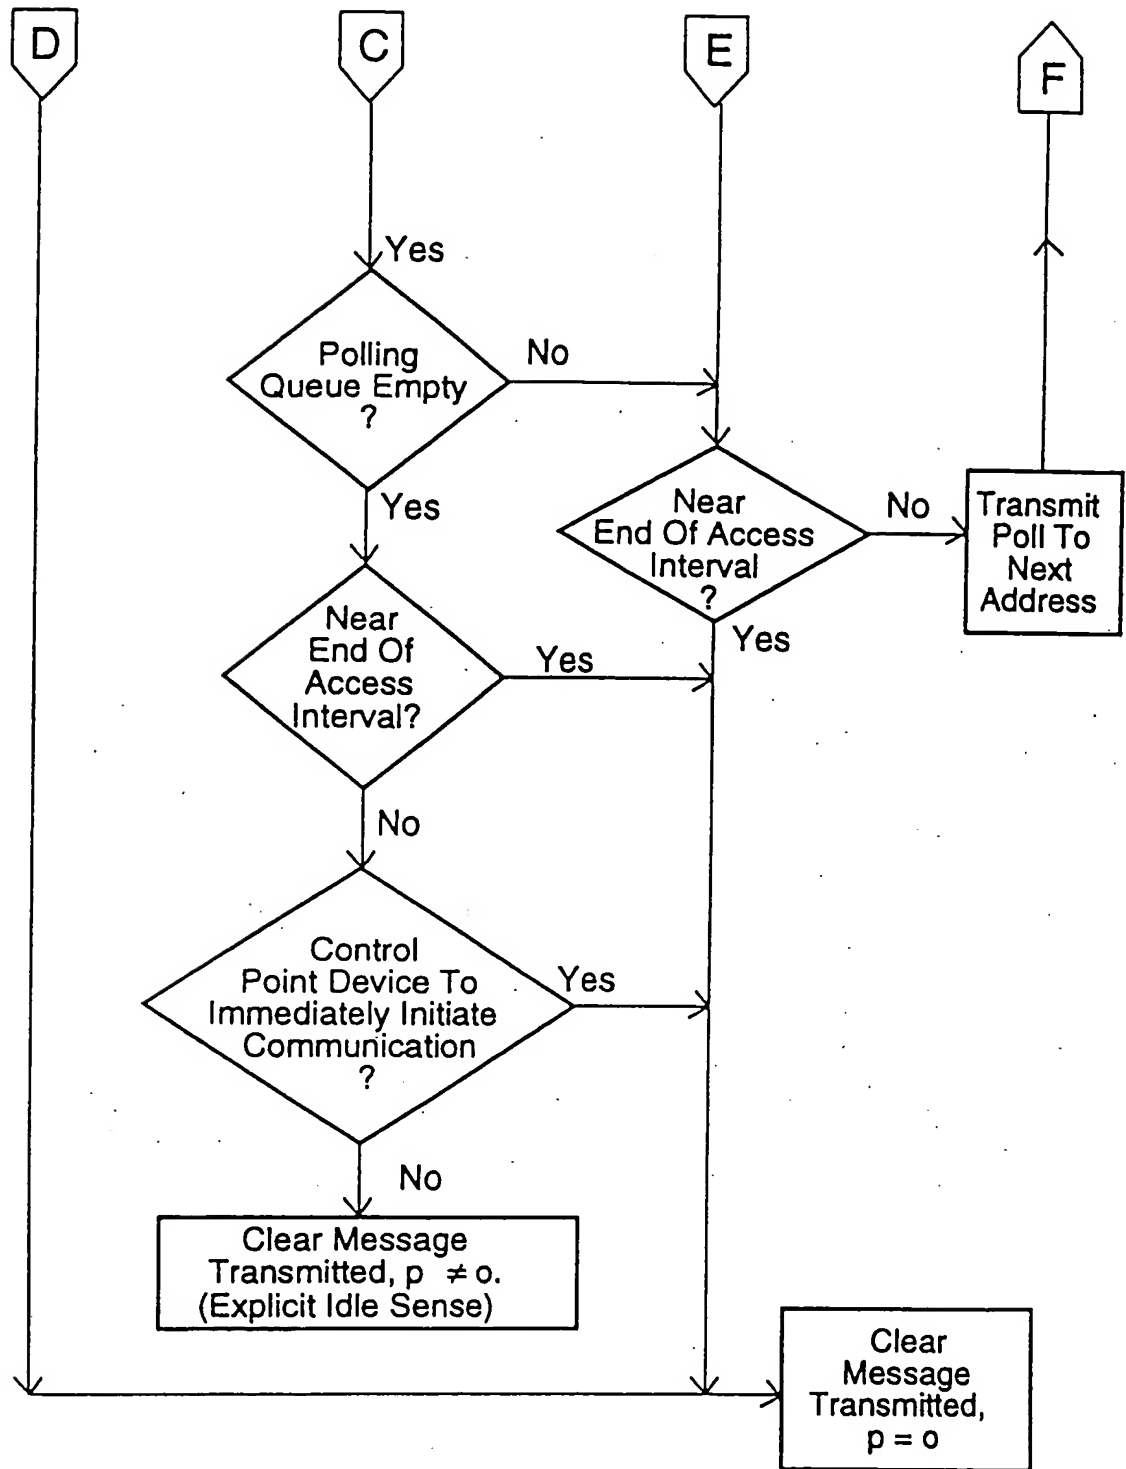 D
C
E
F
Yes
Polling
Queue Empty
?
No
Yes
Near
End Of Access
Interval
?
No
Transmit
Poll To
Next
Address
Yes
Near
End Of
Access
Interval?
Yes
No
Control
Point Device To
Immediately Initiate
Communication
?
Yes
No
Clear Message
Transmitted, p ≠ o.
(Explicit Idle Sense)
Clear
Message
Transmitted,
p = o